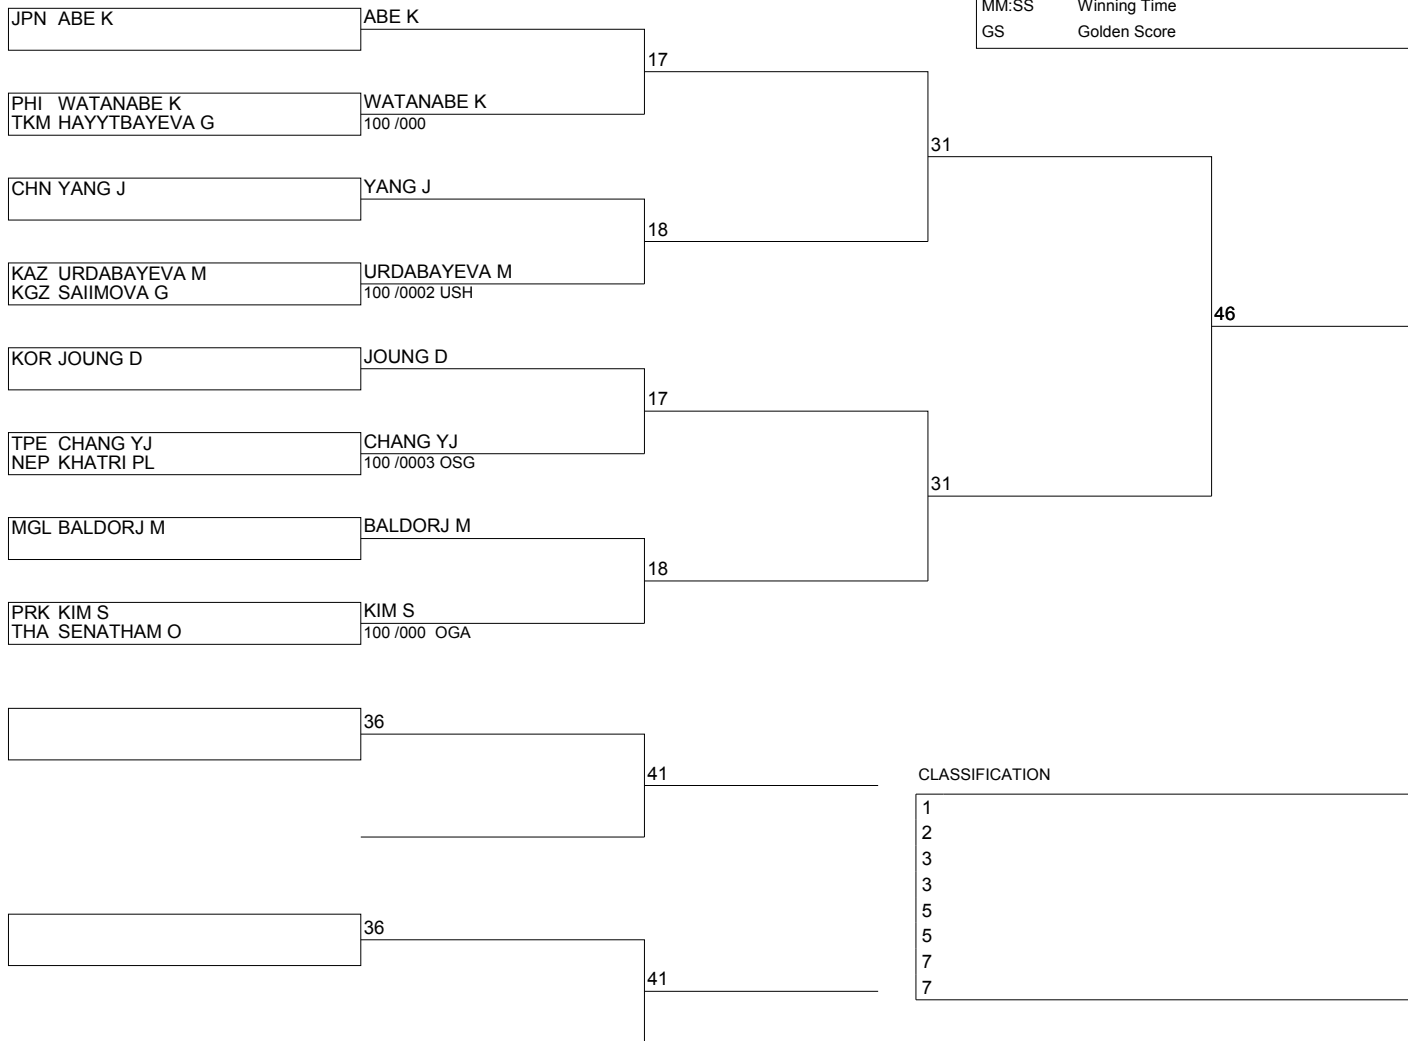 MM:SS Winning Time
GS Golden Score
JPN ABE K
ABE K
17
PHI WATANABE K
TKM HAYYTBAYEVA G
WATANABE K
100 /000
31
CHN YANG J
YANG J
18
KAZ URDABAYEVA M
KGZ SAIIMOVA G
URDABAYEVA M
100 /0002 USH
46
KOR JOUNG D
JOUNG D
17
TPE CHANG YJ
NEP KHATRI PL
CHANG YJ
100 /0003 OSG
31
MGL BALDORJ M
BALDORJ M
18
PRK KIM S
THA SENATHAM O
KIM S
100 /000 OGA
36
41
36
41
CLASSIFICATION
1
2
3
3
5
5
7
7